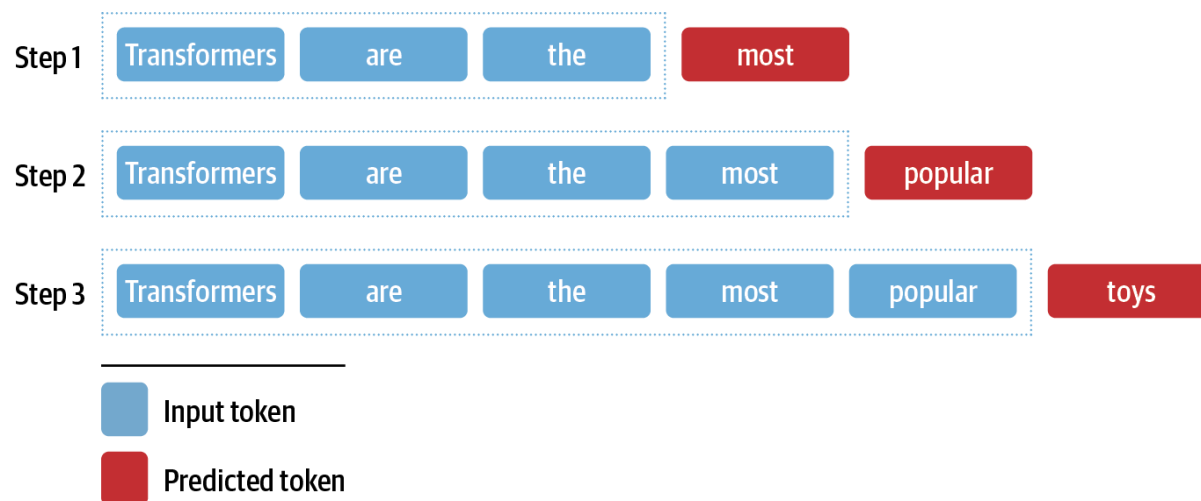 Step 1 Transformers are the most
Step 2 Transformers are the most popular
Step 3 Transformers are the most popular toys
Input token
Predicted token